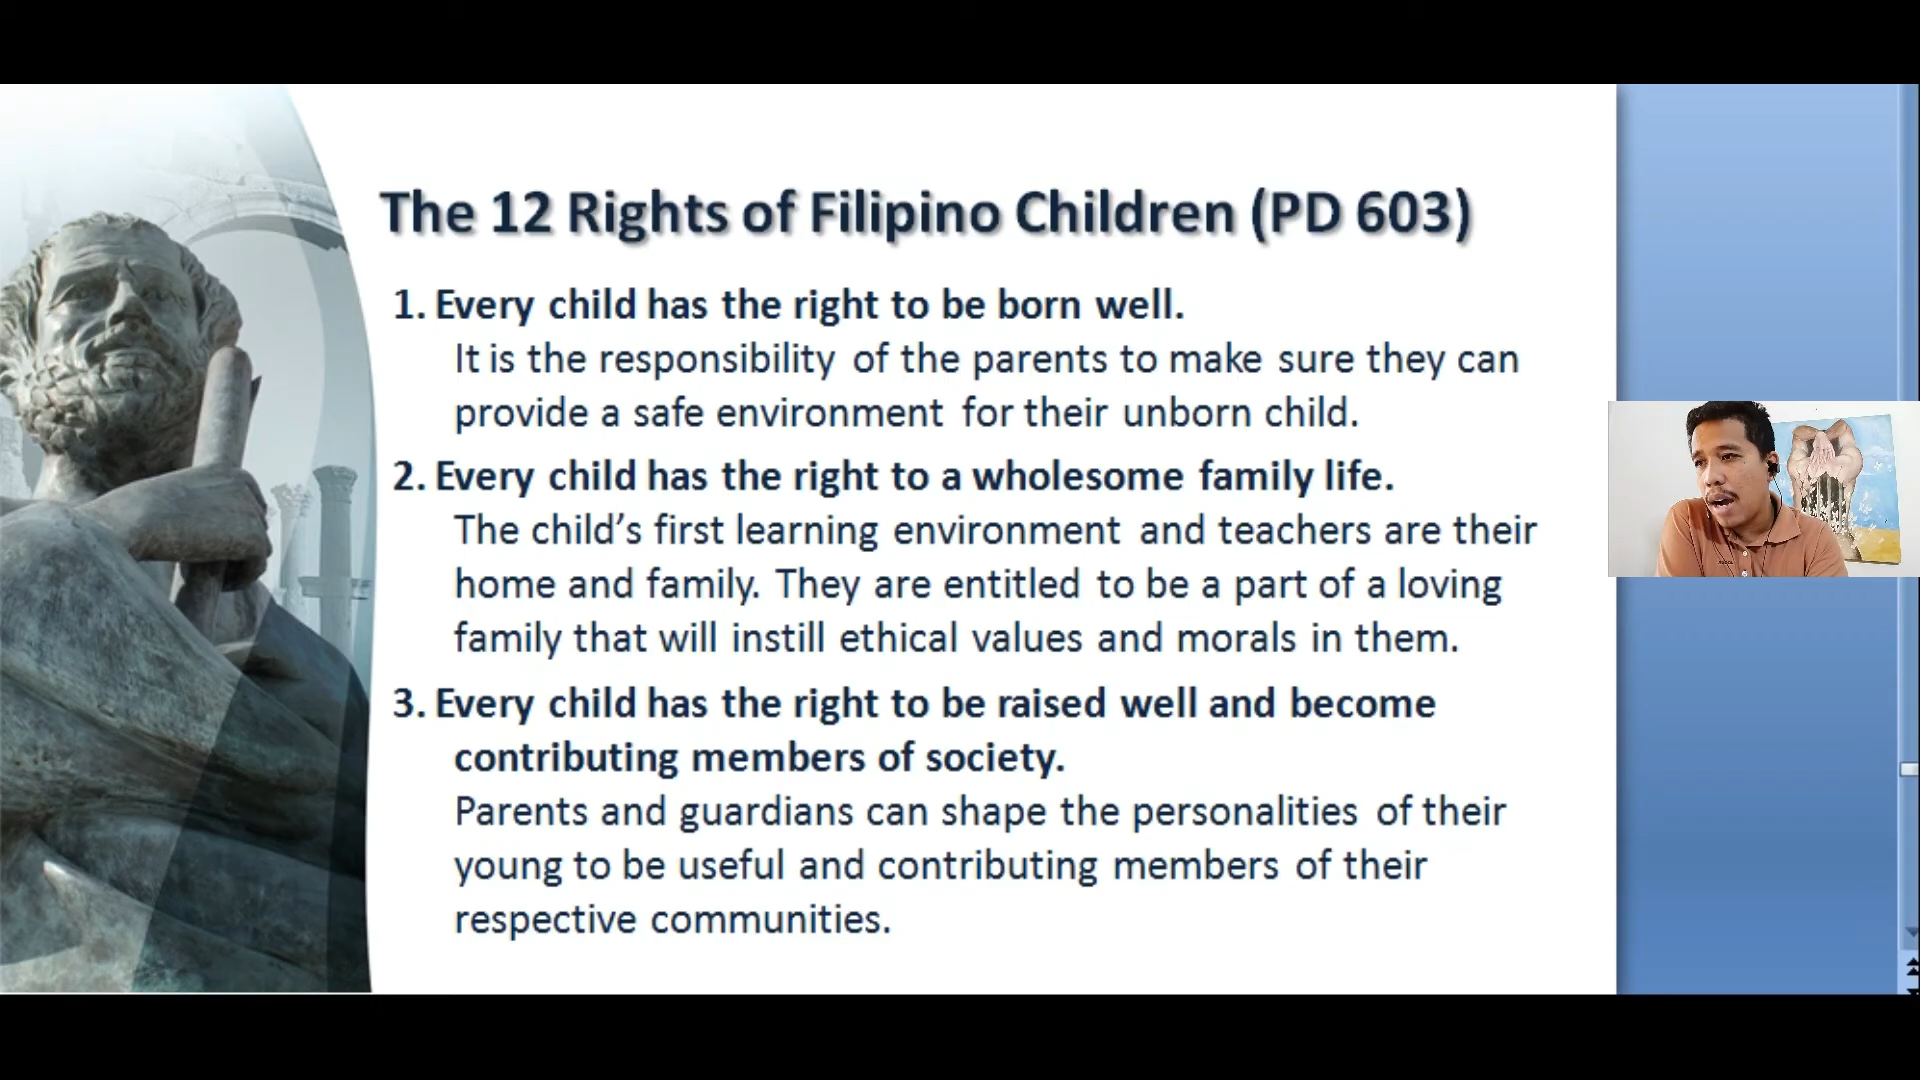 The 12 Rights of Filipino Children (PD 603)
1. Every child has the right to be born well.
It is the responsibility of the parents to make sure they can
provide a safe environment for their unborn child.
2. Every child has the right to a wholesome family life.
The child’s first learning environment and teachers are their
home and family. They are entitled to be a part of a loving
family that will instill ethical values and morals in them.
3. Every child has the right to be raised well and become
contributing members of society.
Parents and guardians can shape the personalities of their
young to be useful and contributing members of their
respective communities.